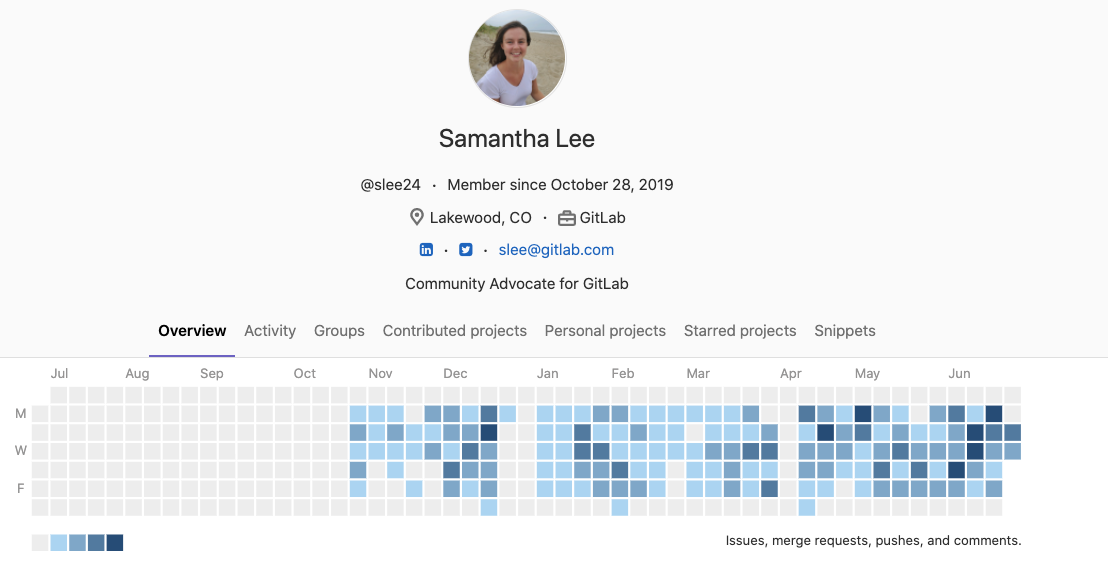 Samantha Lee
@slee24 · Member since October 28, 2019
Lakewood, CO · GitLab
in · · slee@gitlab.com
Community Advocate for GitLab
Overview Activity Groups Contributed projects Personal projects Starred projects Snippets
Jul Aug Sep Oct Nov Dec Jan Feb Mar Apr May Jun
M
W
F
Issues, merge requests, pushes, and comments.